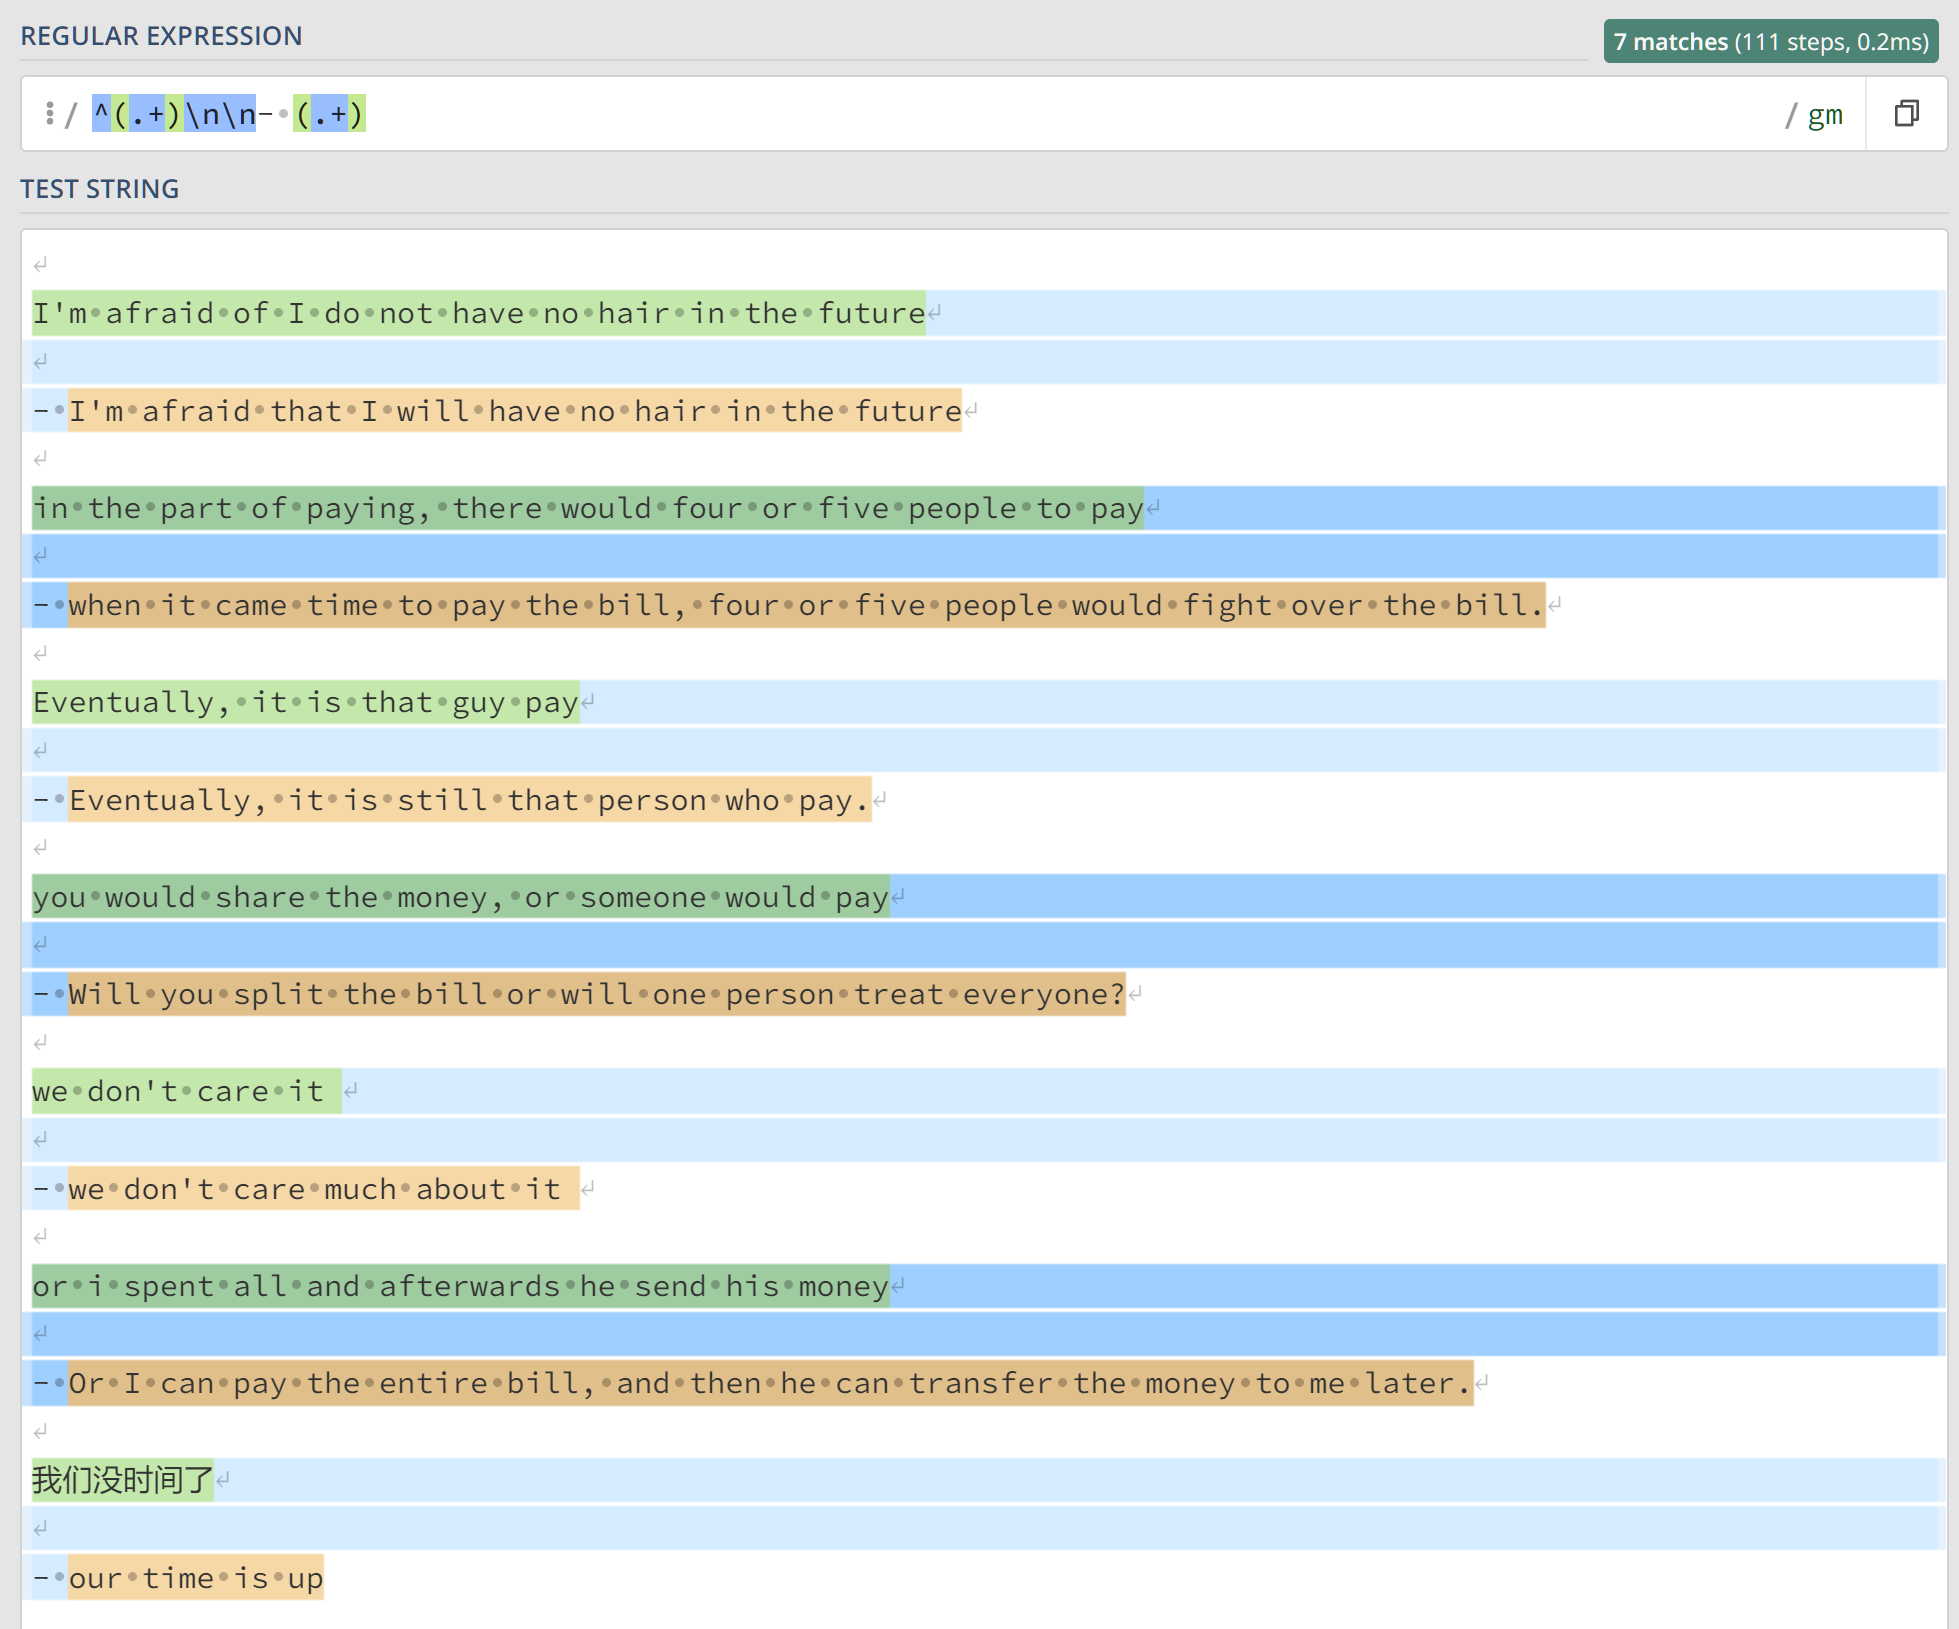 REGULAR EXPRESSION
7 matches (111 steps, 0.2ms)
/ ^(.+)\n\n- (.+) / gm
TEST STRING
I'm afraid of I do not have no hair in the future
- I'm afraid that I will have no hair in the future
in the part of paying, there would four or five people to pay
- when it came time to pay the bill, four or five people would fight over the bill.
Eventually, it is that guy pay
- Eventually, it is still that person who pay.
you would share the money, or someone would pay
- Will you split the bill or will one person treat everyone?
we don't care it
- we don't care much about it
or i spent all and afterwards he send his money
- Or I can pay the entire bill, and then he can transfer the money to me later.
我们没时间了
- our time is up